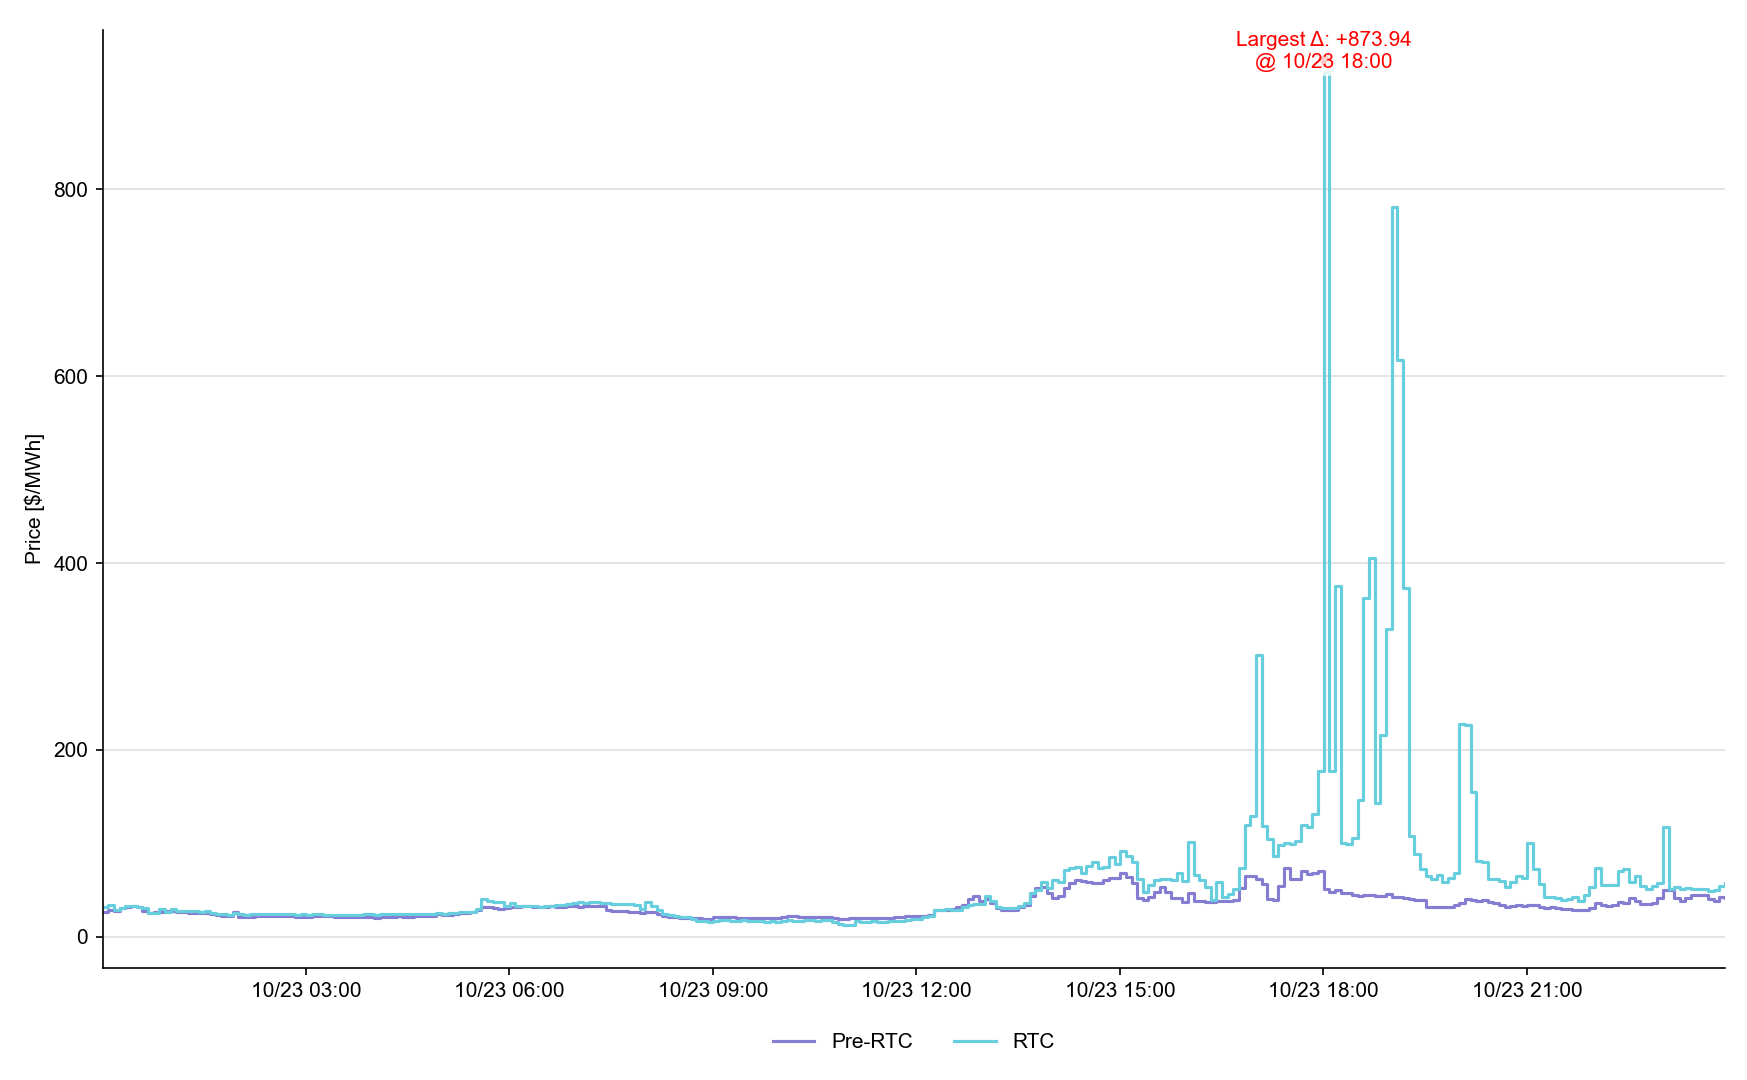 Largest Δ: +873.94
@ 10/23 18:00
Price [$/MWh]
800
600
400
200
0
10/23 03:00
10/23 06:00
10/23 09:00
10/23 12:00
10/23 15:00
10/23 18:00
10/23 21:00
Pre-RTC
RTC